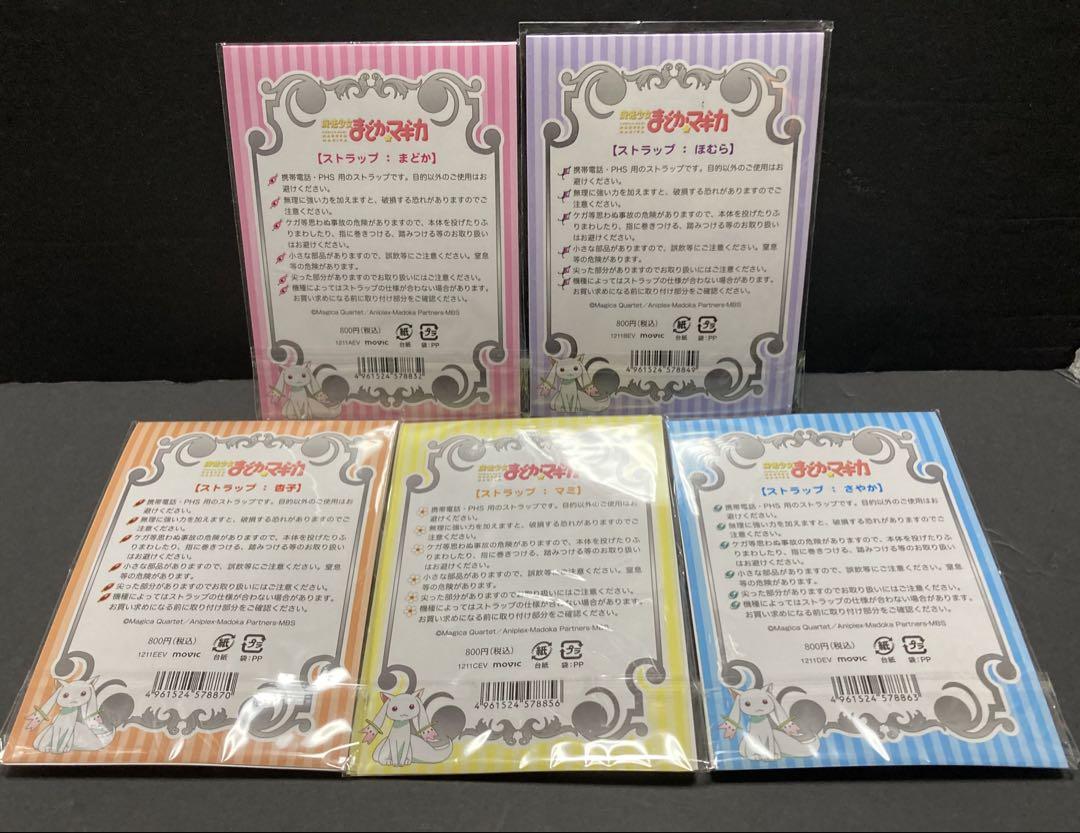 魔法少女
まどか☆マギカ
【ストラップ : まどか】
携帯電話・PHS 用のストラップです。目的以外のご使用はお
避けください。
無理に強い力を加えますと、破損する恐れがありますのでご
注意ください。
ケガ等思わぬ事故の危険がありますので、本体を投げたりふ
りまわしたり、指に巻きつける、踏みつける等のお取り扱い
はお避けください。
小さな部品がありますので、誤飲等にご注意ください。窒息
等の危険があります。
尖った部分がありますのでお取り扱いにはご注意ください。
機種によってはストラップの仕様が合わない場合があります。
お買い求めになる前に取り付け部分をご確認ください。
©Magica Quartet／Aniplex・Madoka Partners・MBS
800円(税込)
紙 プラ
1211AEV movic 台紙 袋:PP
4 961524 578832
魔法少女
まどか☆マギカ
【ストラップ : ほむら】
携帯電話・PHS 用のストラップです。目的以外のご使用はお
避けください。
無理に強い力を加えますと、破損する恐れがありますのでご
注意ください。
ケガ等思わぬ事故の危険がありますので、本体を投げたりふ
りまわしたり、指に巻きつける、踏みつける等のお取り扱い
はお避けください。
小さな部品がありますので、誤飲等にご注意ください。窒息
等の危険があります。
尖った部分がありますのでお取り扱いにはご注意ください。
機種によってはストラップの仕様が合わない場合があります。
お買い求めになる前に取り付け部分をご確認ください。
©Magica Quartet／Aniplex・Madoka Partners・MBS
800円(税込)
紙 プラ
1211BEV movic 台紙 袋:PP
4 961524 578849
魔法少女
まどか☆マギカ
【ストラップ : 杏子】
携帯電話・PHS 用のストラップです。目的以外のご使用はお
避けください。
無理に強い力を加えますと、破損する恐れがありますのでご
注意ください。
ケガ等思わぬ事故の危険がありますので、本体を投げたりふ
りまわしたり、指に巻きつける、踏みつける等のお取り扱い
はお避けください。
小さな部品がありますので、誤飲等にご注意ください。窒息
等の危険があります。
尖った部分がありますのでお取り扱いにはご注意ください。
機種によってはストラップの仕様が合わない場合があります。
お買い求めになる前に取り付け部分をご確認ください。
©Magica Quartet／Aniplex・Madoka Partners・MBS
800円(税込)
紙 プラ
1211EEV movic 台紙 袋:PP
4 961524 578870
魔法少女
まどか☆マギカ
【ストラップ : マミ】
携帯電話・PHS 用のストラップです。目的以外のご使用はお
避けください。
無理に強い力を加えますと、破損する恐れがありますのでご
注意ください。
ケガ等思わぬ事故の危険がありますので、本体を投げたりふ
りまわしたり、指に巻きつける、踏みつける等のお取り扱い
はお避けください。
小さな部品がありますので、誤飲等にご注意ください。窒息
等の危険があります。
尖った部分がありますのでお取り扱いにはご注意ください。
機種によってはストラップの仕様が合わない場合があります。
お買い求めになる前に取り付け部分をご確認ください。
©Magica Quartet／Aniplex・Madoka Partners・MBS
800円(税込)
紙 プラ
1211CEV movic 台紙 袋:PP
4 961524 578856
魔法少女
まどか☆マギカ
【ストラップ : さやか】
携帯電話・PHS 用のストラップです。目的以外のご使用はお
避けください。
無理に強い力を加えますと、破損する恐れがありますのでご
注意ください。
ケガ等思わぬ事故の危険がありますので、本体を投げたりふ
りまわしたり、指に巻きつける、踏みつける等のお取り扱い
はお避けください。
小さな部品がありますので、誤飲等にご注意ください。窒息
等の危険があります。
尖った部分がありますのでお取り扱いにはご注意ください。
機種によってはストラップの仕様が合わない場合があります。
お買い求めになる前に取り付け部分をご確認ください。
©Magica Quartet／Aniplex・Madoka Partners・MBS
800円(税込)
紙 プラ
1211DEV movic 台紙 袋:PP
4 961524 578863